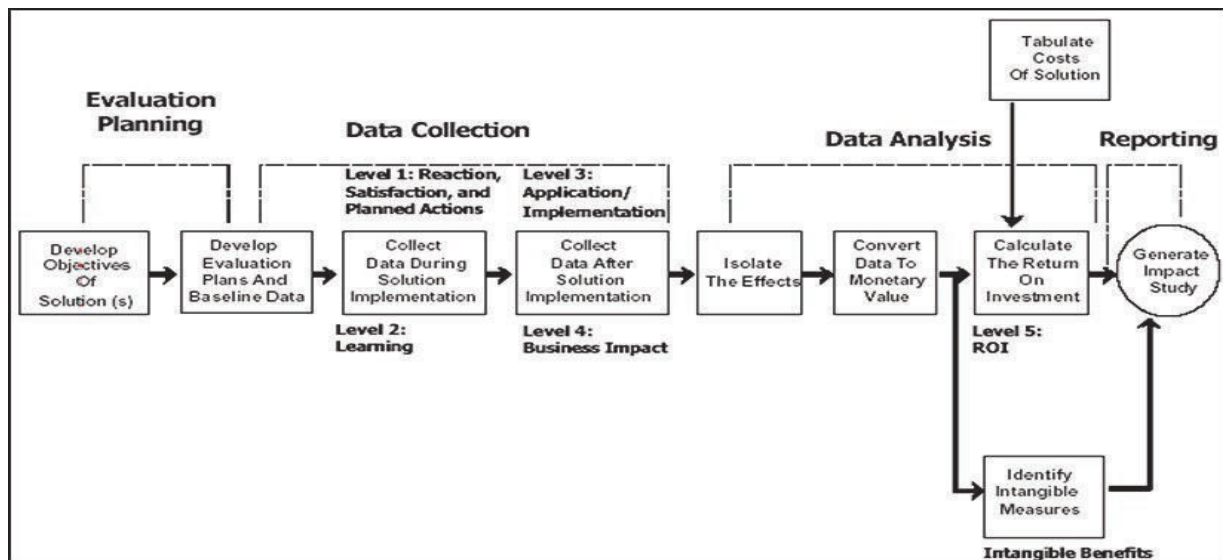 Tabulate
Costs
Of Solution
Evaluation
Planning
Data Collection
Data Analysis
Reporting
Level 1: Reaction,
Satisfaction, and
Planned Actions
Level 3:
Application/
Implementation
Develop
Objectives
Of
Solution (s)
Develop
Evaluation
Plans And
Baseline Data
Collect
Data During
Solution
Implementation
Collect
Data After
Solution
Implementation
Isolate
The Effects
Convert
Data To
Monetary
Value
Calculate
The Return
On
Investment
Generate
Impact
Study
Level 2:
Learning
Level 4:
Business Impact
Level 5:
ROI
Identify
Intangible
Measures
Intangible Benefits